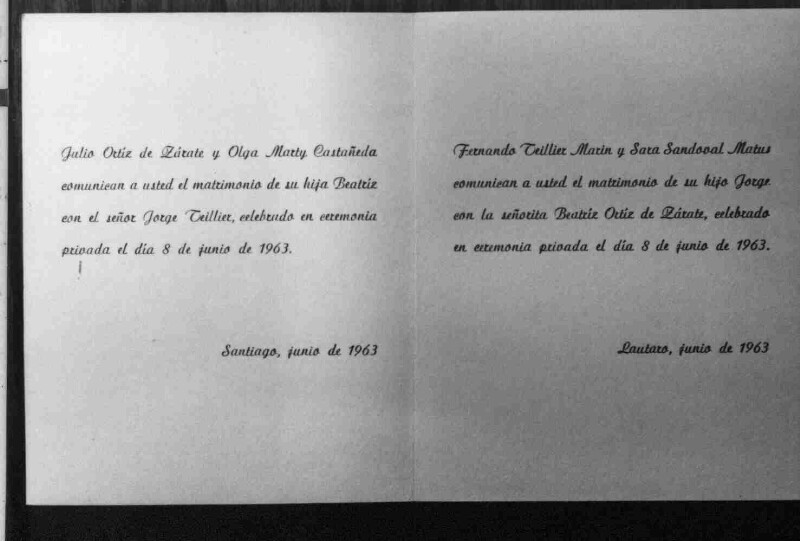 Julio Ortiz de Zárate y Olga Marty Castañeda
comunican a usted el matrimonio de su hija Beatriz
con el señor Jorge Teillier, celebrado en ceremonia
privada el día 8 de junio de 1963.
Santiago, junio de 1963
Fernando Teillier Marin y Sara Sandoval Matus
comunican a usted el matrimonio de su hijo Jorge
con la señorita Beatriz Ortiz de Zárate, celebrado
en ceremonia privada el día 8 de junio de 1963.
Lautaro, junio de 1963